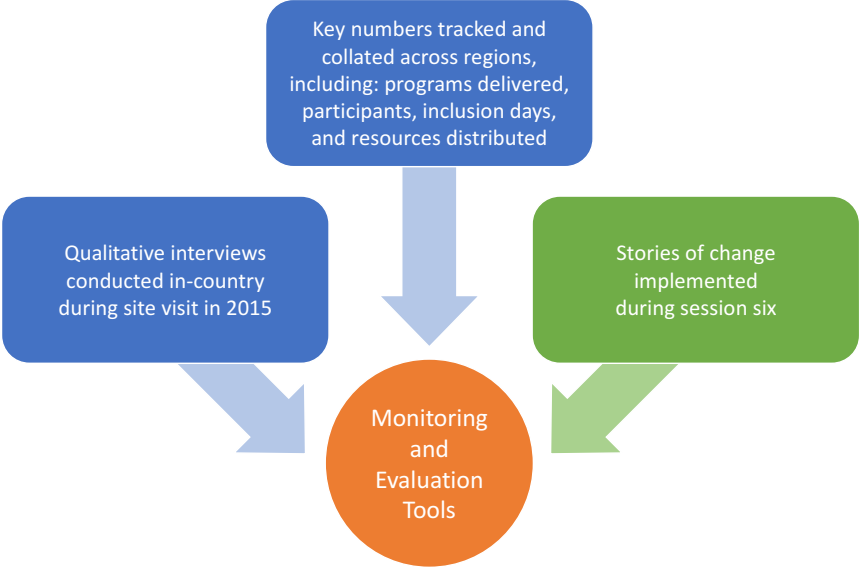 Key numbers tracked and
collated across regions,
including: programs delivered,
participants, inclusion days,
and resources distributed
Qualitative interviews
conducted in-country
during site visit in 2015
Stories of change
implemented
during session six
Monitoring
and
Evaluation
Tools